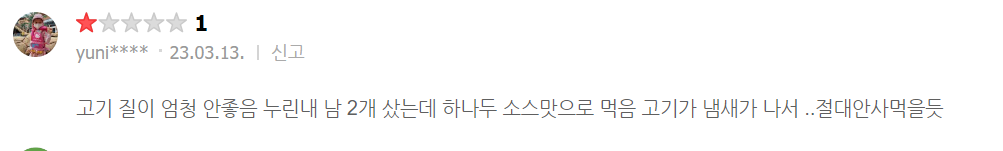 1
yuni**** · 23.03.13. | 신고
고기 질이 엄청 안좋음 누린내 남 2개 샀는데 하나두 소스맛으로 먹음 고기가 냄새가 나서 ..절대안사먹을듯